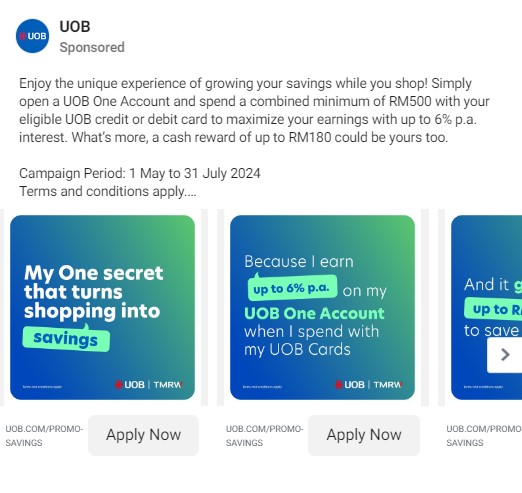 UOB
UOB
Sponsored
Enjoy the unique experience of growing your savings while you shop! Simply
open a UOB One Account and spend a combined minimum of RM500 with your
eligible UOB credit or debit card to maximize your earnings with up to 6% p.a.
interest. What's more, a cash reward of up to RM180 could be yours too.
Campaign Period: 1 May to 31 July 2024
Terms and conditions apply....
My One secret
that turns
shopping into
savings
Terms and conditions apply
UOB | TMRW
UOB.COM/PROMO-
SAVINGS
Apply Now
Because I earn
up to 6% p.a. on my
UOB One Account
when I spend with
my UOB Cards
Terms and conditions apply
UOB | TMRW
UOB.COM/PROMO-
SAVINGS
Apply Now
And it g
up to R
to save
Terms and conditions apply
UOB.COM/PROMO-
SAVINGS